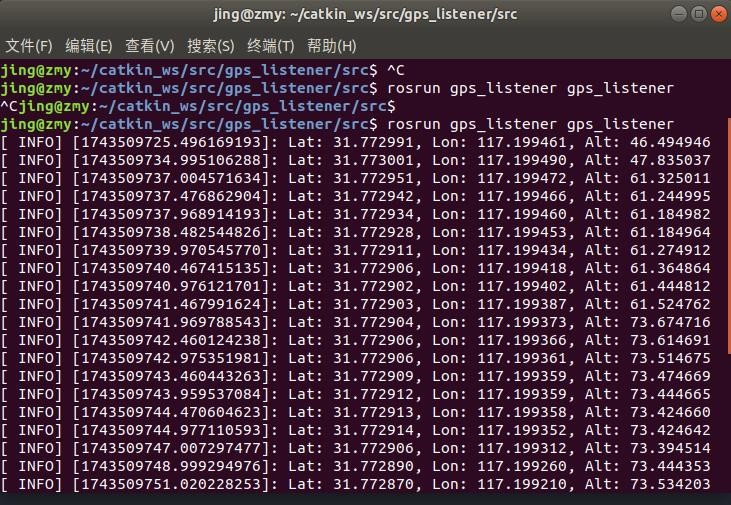 jing@zmy: ~/catkin_ws/src/gps_listener/src
文件(F) 编辑(E) 查看(V) 搜索(S) 终端(T) 帮助(H)
jing@zmy:~/catkin_ws/src/gps_listener/src$ ^C
jing@zmy:~/catkin_ws/src/gps_listener/src$ rosrun gps_listener gps_listener
^Cjing@zmy:~/catkin_ws/src/gps_listener/src$
jing@zmy:~/catkin_ws/src/gps_listener/src$ rosrun gps_listener gps_listener
[ INFO] [1743509725.496169193]: Lat: 31.772991, Lon: 117.199461, Alt: 46.494946
[ INFO] [1743509734.995106288]: Lat: 31.773001, Lon: 117.199490, Alt: 47.835037
[ INFO] [1743509737.004571634]: Lat: 31.772951, Lon: 117.199472, Alt: 61.325011
[ INFO] [1743509737.476862904]: Lat: 31.772942, Lon: 117.199466, Alt: 61.244995
[ INFO] [1743509737.968914193]: Lat: 31.772934, Lon: 117.199460, Alt: 61.184982
[ INFO] [1743509738.482544826]: Lat: 31.772928, Lon: 117.199453, Alt: 61.184964
[ INFO] [1743509739.970545770]: Lat: 31.772911, Lon: 117.199434, Alt: 61.274912
[ INFO] [1743509740.467415135]: Lat: 31.772906, Lon: 117.199418, Alt: 61.364864
[ INFO] [1743509740.976121701]: Lat: 31.772902, Lon: 117.199402, Alt: 61.444812
[ INFO] [1743509741.467991624]: Lat: 31.772903, Lon: 117.199387, Alt: 61.524762
[ INFO] [1743509741.969788543]: Lat: 31.772904, Lon: 117.199373, Alt: 73.674716
[ INFO] [1743509742.460124238]: Lat: 31.772906, Lon: 117.199366, Alt: 73.614691
[ INFO] [1743509742.975351981]: Lat: 31.772906, Lon: 117.199361, Alt: 73.514675
[ INFO] [1743509743.460443263]: Lat: 31.772909, Lon: 117.199359, Alt: 73.474669
[ INFO] [1743509743.959537084]: Lat: 31.772912, Lon: 117.199359, Alt: 73.444665
[ INFO] [1743509744.470604623]: Lat: 31.772913, Lon: 117.199358, Alt: 73.424660
[ INFO] [1743509744.977110593]: Lat: 31.772914, Lon: 117.199352, Alt: 73.424642
[ INFO] [1743509747.007297477]: Lat: 31.772906, Lon: 117.199312, Alt: 73.394514
[ INFO] [1743509748.999294976]: Lat: 31.772890, Lon: 117.199260, Alt: 73.444353
[ INFO] [1743509751.020228253]: Lat: 31.772870, Lon: 117.199210, Alt: 73.534203